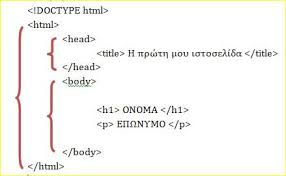 <!DOCTYPE html>
<html>
<head>
<title> Η πρώτη μου ιστοσελίδα </title>
</head>
<body>
<h1> ΟΝΟΜΑ </h1>
<p> ΕΠΩΝΥΜΟ </p>
</body>
</html>